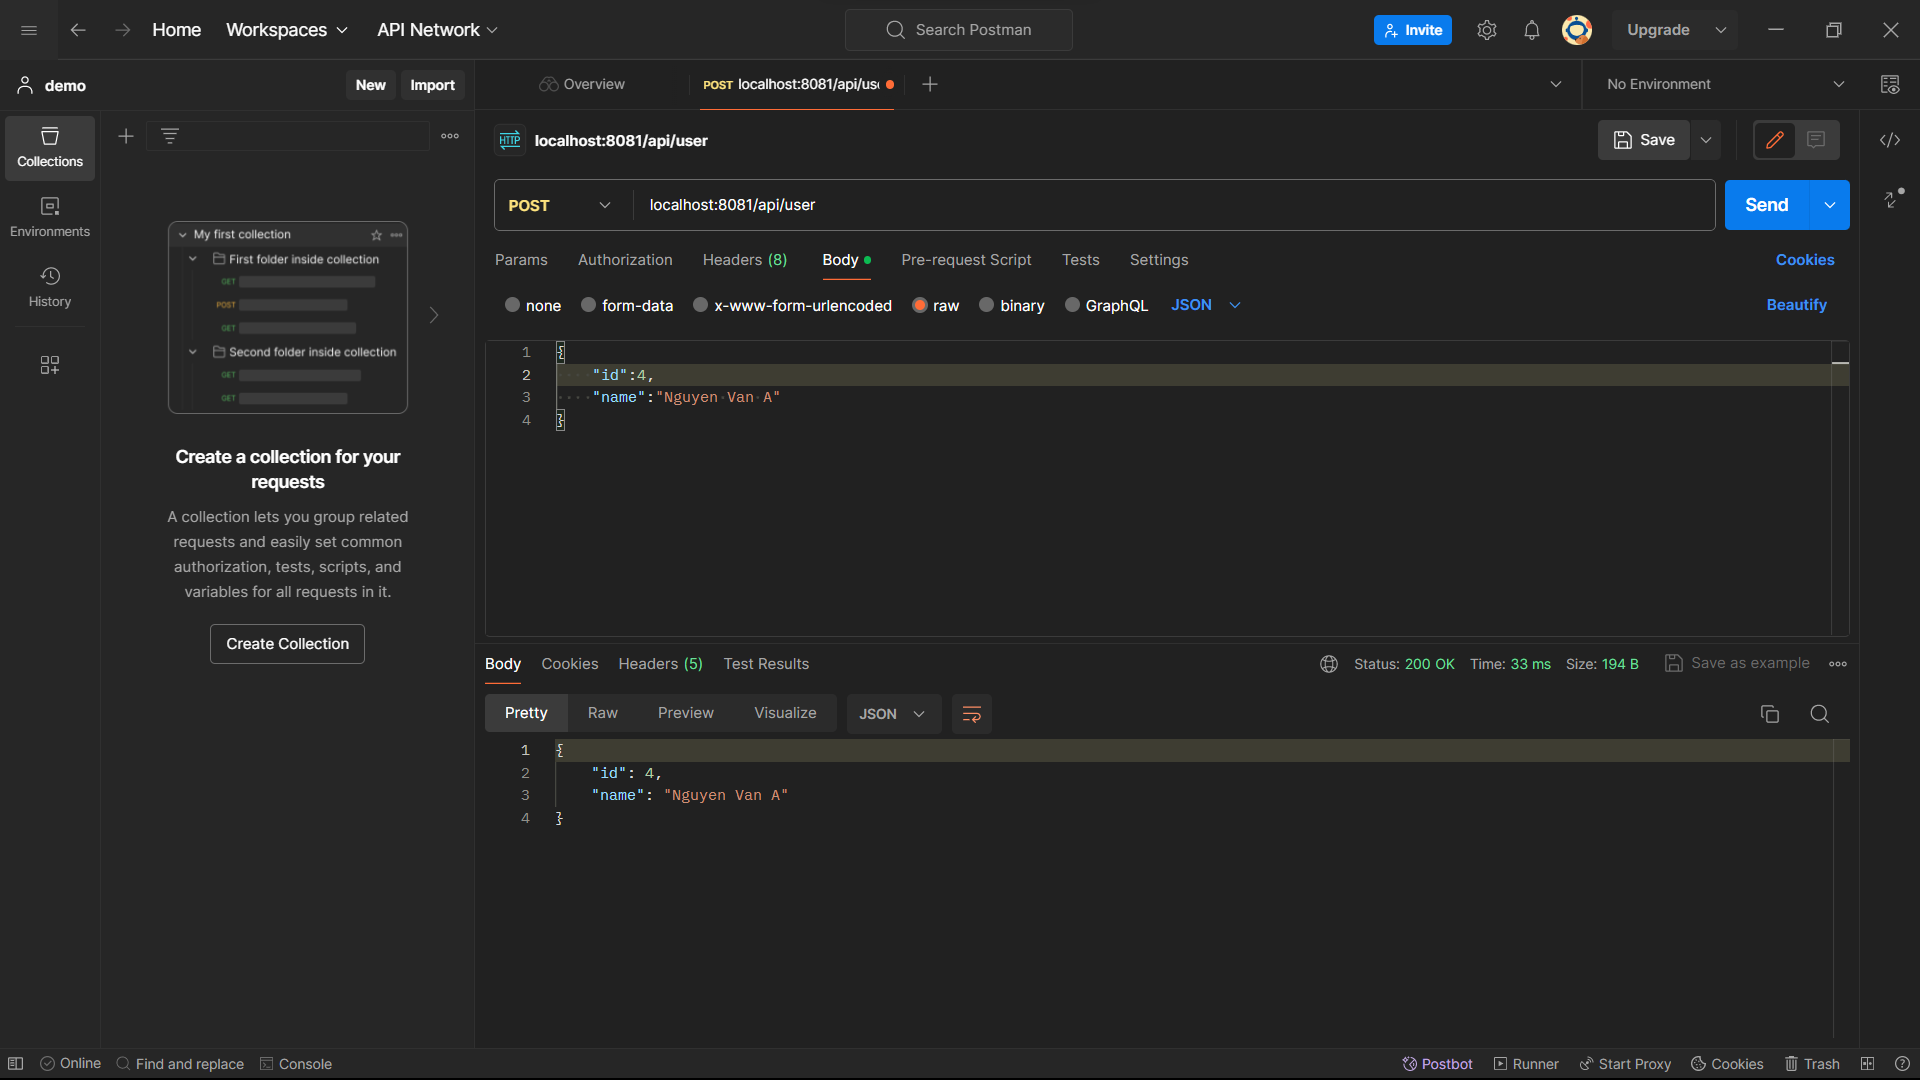 Home Workspaces API Network Search Postman Invite Upgrade
demo New Import Overview POST localhost:8081/api/use No Environment
Collections
Environments
History
My first collection
First folder inside collection
GET
POST
GET
Second folder inside collection
GET
GET
Create a collection for your
requests
A collection lets you group related
requests and easily set common
authorization, tests, scripts, and
variables for all requests in it.
Create Collection
HTTP localhost:8081/api/user Save
POST localhost:8081/api/user Send
Params Authorization Headers (8) Body Pre-request Script Tests Settings Cookies
none form-data x-www-form-urlencoded raw binary GraphQL JSON Beautify
1 {
2 "id":4,
3 "name":"Nguyen Van A"
4 }
Body Cookies Headers (5) Test Results Status: 200 OK Time: 33 ms Size: 194 B Save as example
Pretty Raw Preview Visualize JSON
1 {
2 "id": 4,
3 "name": "Nguyen Van A"
4 }
Online Find and replace Console Postbot Runner Start Proxy Cookies Trash